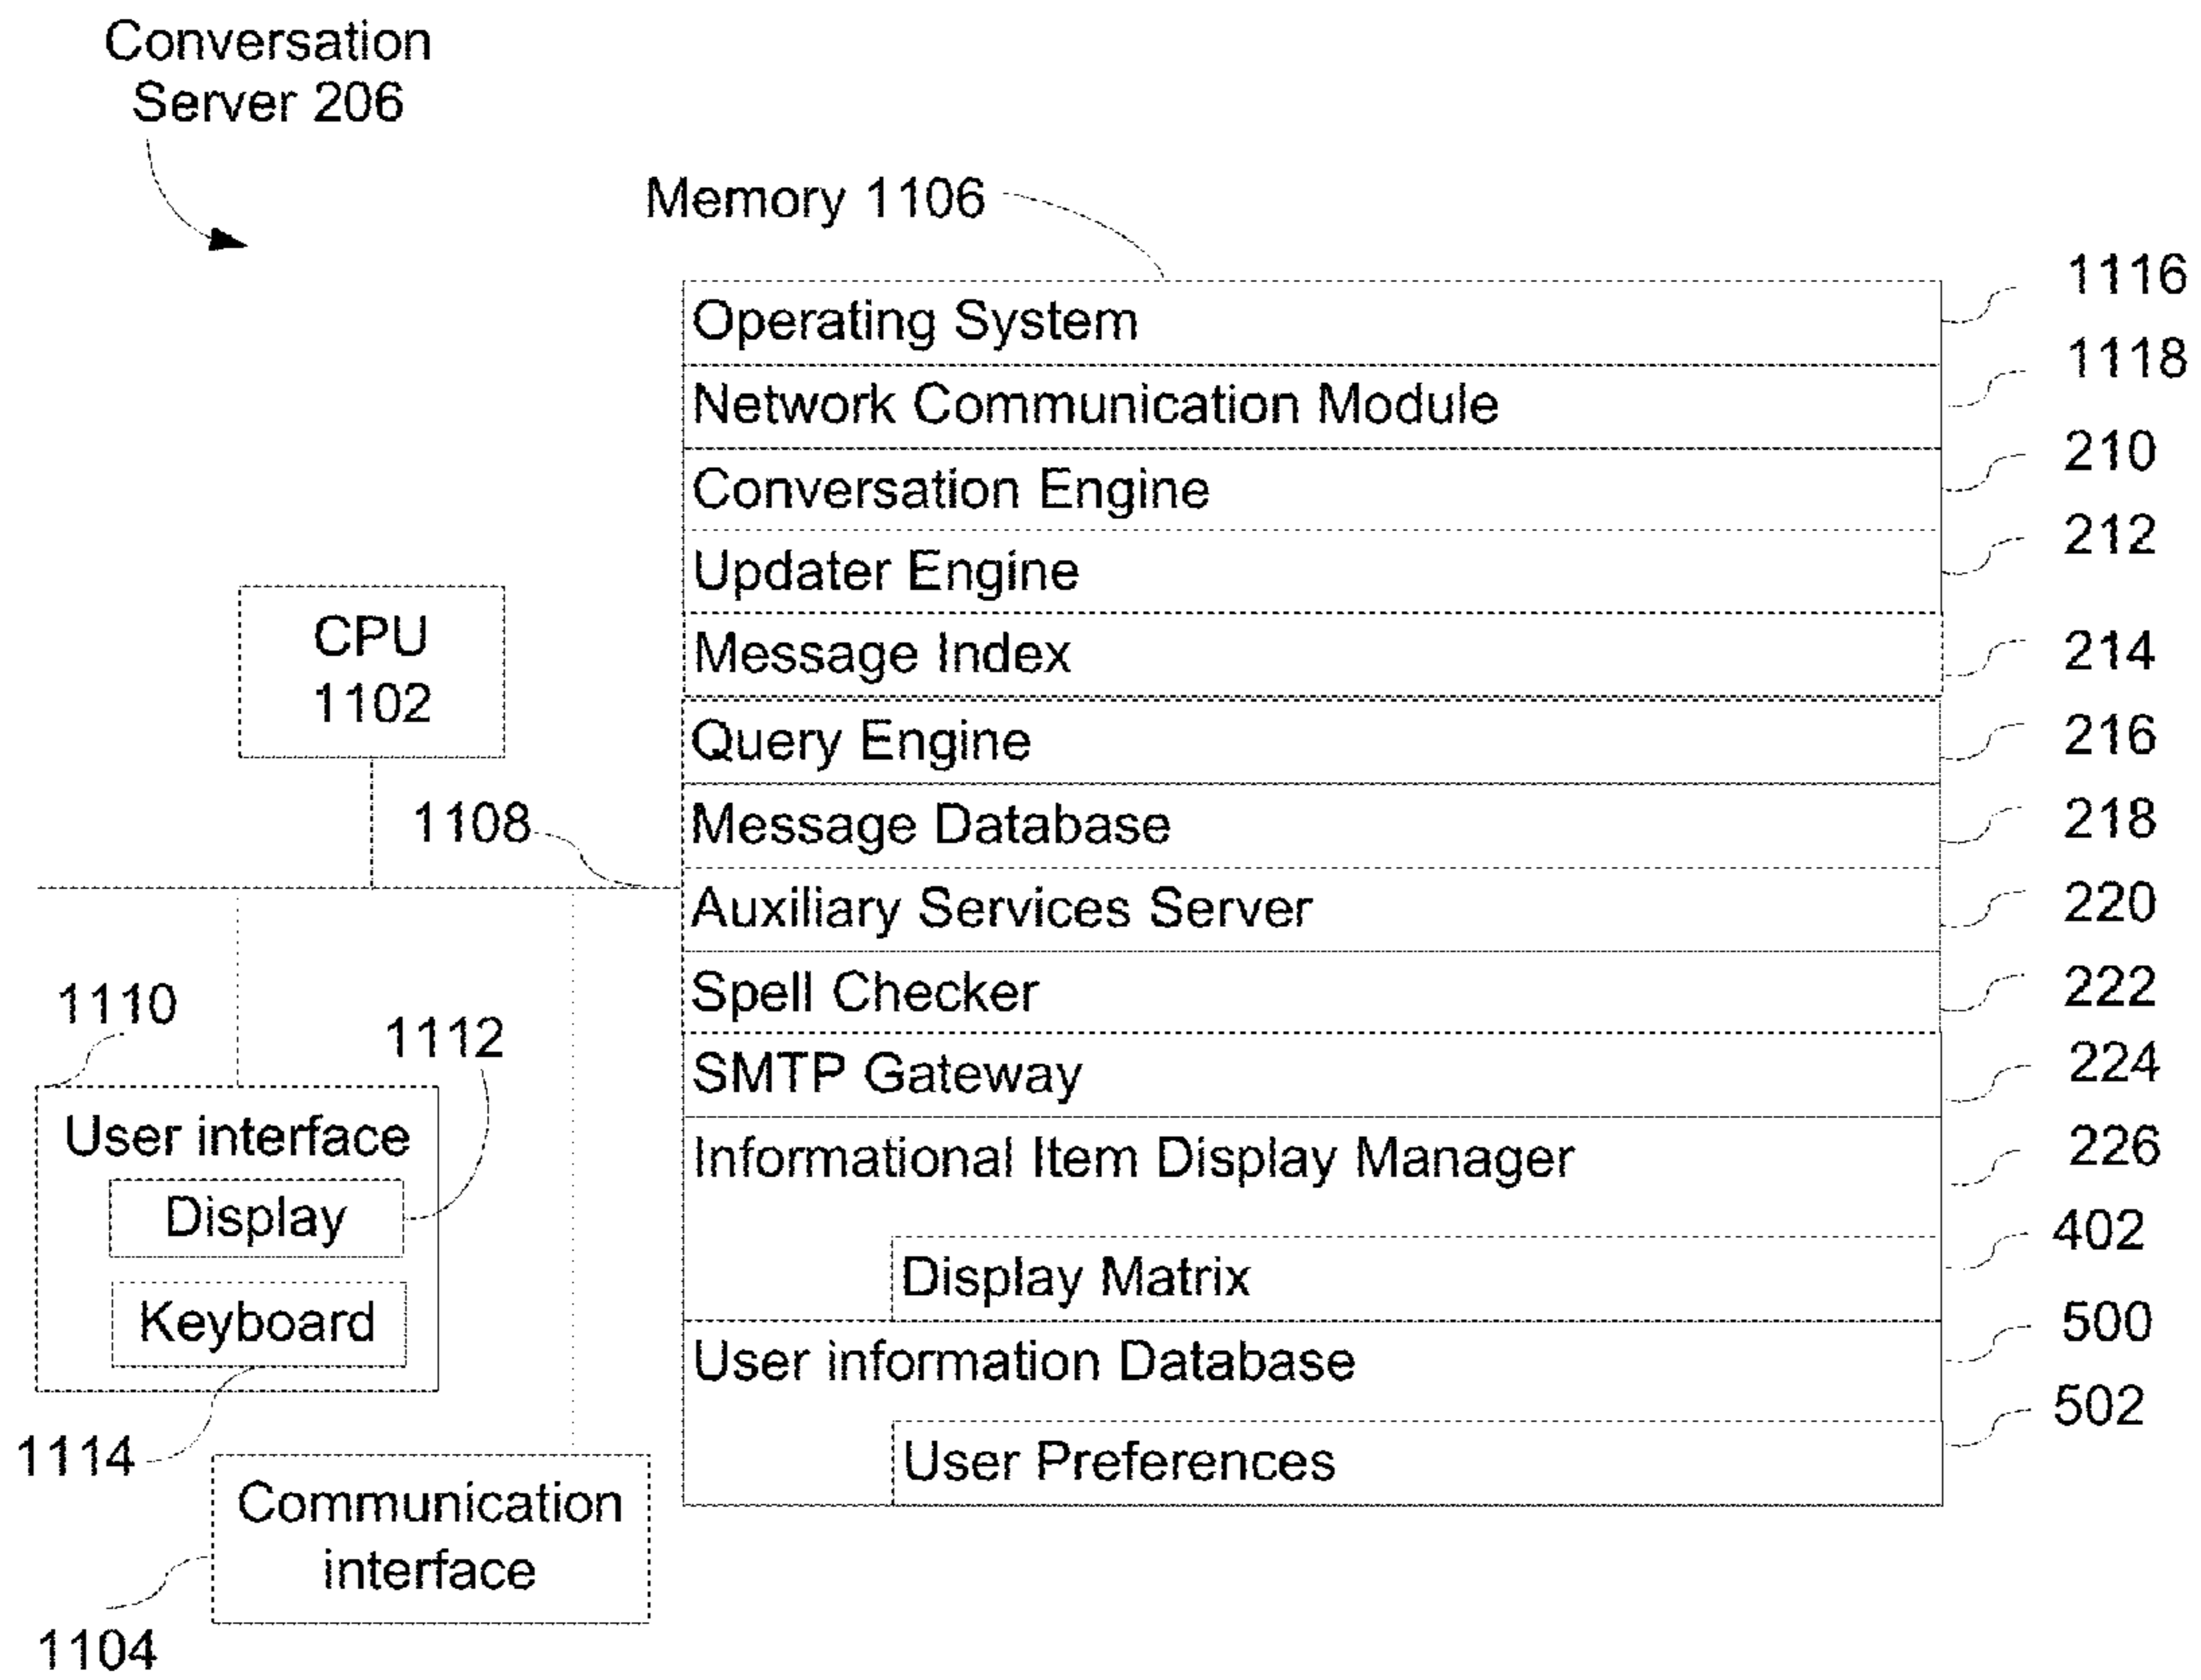 Conversation
Server 206
Memory 1106
Operating System 1116
Network Communication Module 1118
Conversation Engine 210
Updater Engine 212
Message Index 214
Query Engine 216
Message Database 218
Auxiliary Services Server 220
Spell Checker 222
SMTP Gateway 224
Informational Item Display Manager 226
Display Matrix 402
User information Database 500
User Preferences 502
CPU
1102
1108
1110
1112
User interface
Display
Keyboard
1114
Communication
interface
1104